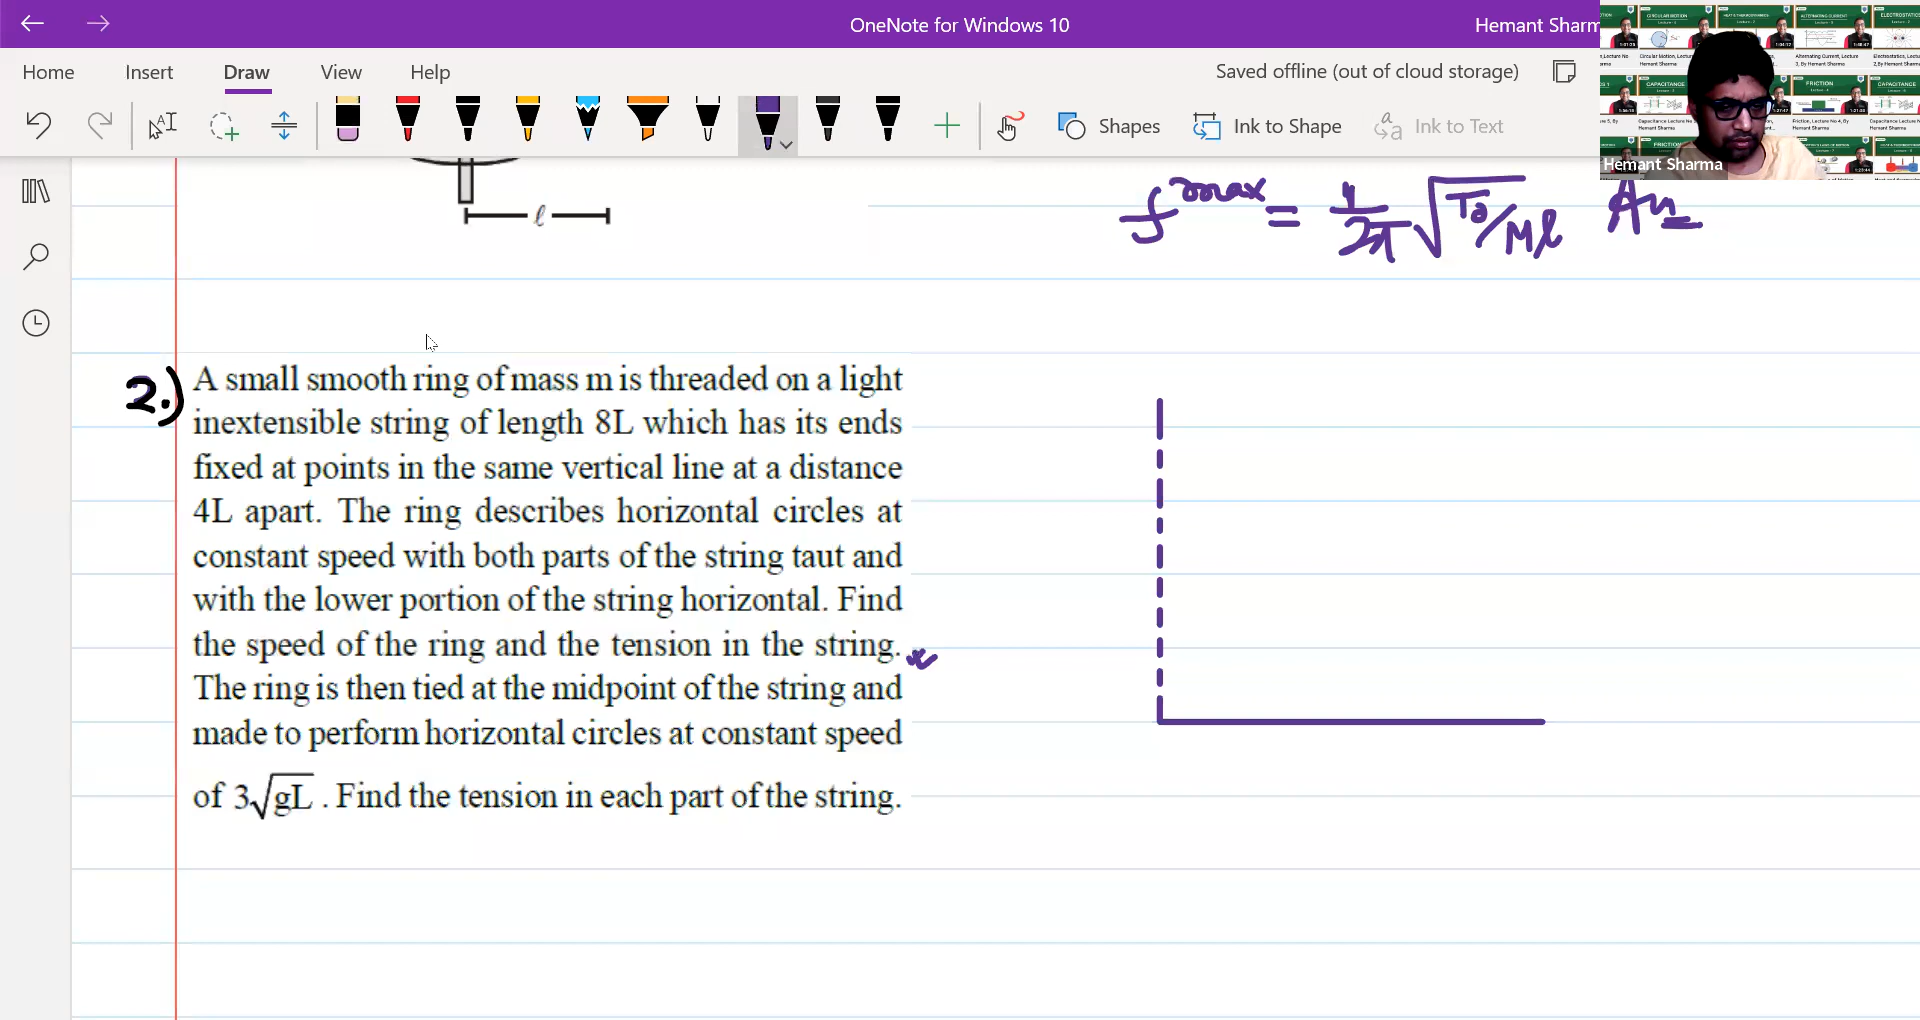 OneNote for Windows 10
Hemant Sharm
Home Insert Draw View Help
Saved offline (out of cloud storage)
Shapes Ink to Shape Ink to Text
Hemant Sharma
ℓ
f^max = 1/2π √T₀/Mℓ Ans
2.) A small smooth ring of mass m is threaded on a light
inextensible string of length 8L which has its ends
fixed at points in the same vertical line at a distance
4L apart. The ring describes horizontal circles at
constant speed with both parts of the string taut and
with the lower portion of the string horizontal. Find
the speed of the ring and the tension in the string.
The ring is then tied at the midpoint of the string and
made to perform horizontal circles at constant speed
of 3√gL . Find the tension in each part of the string.